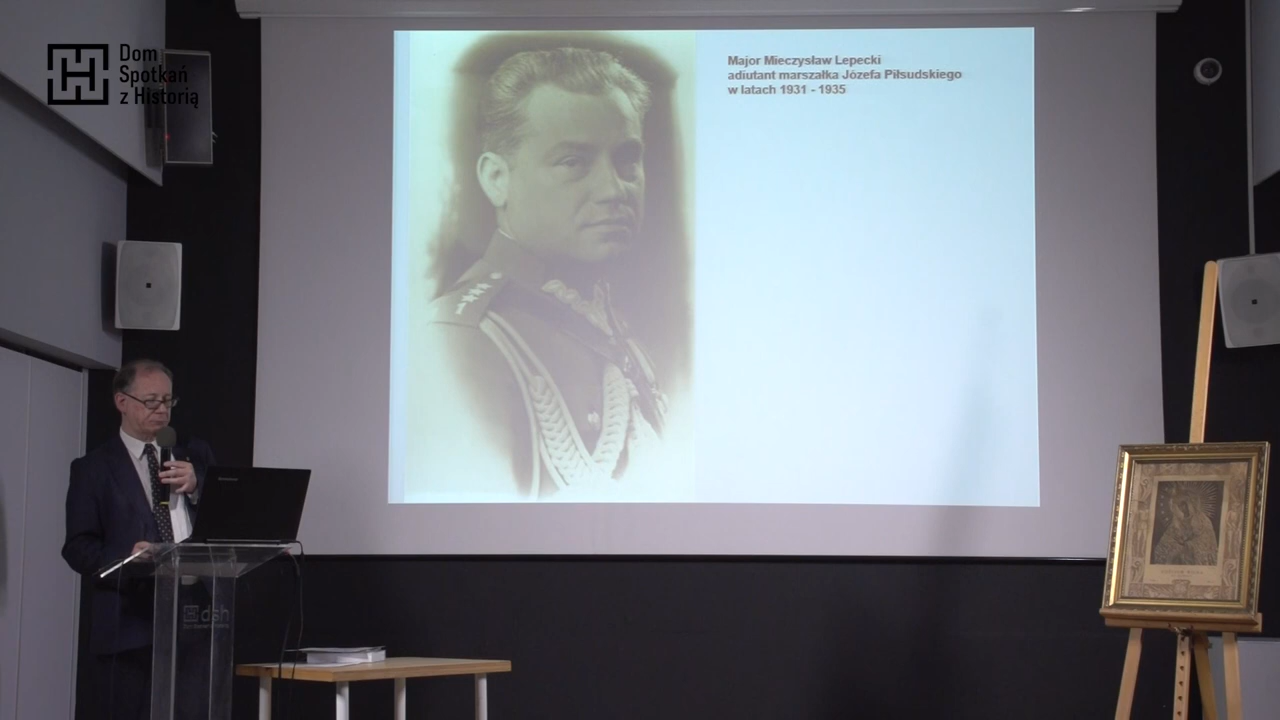 Dom
Spotkań
z Historią
Major Mieczysław Lepecki
adiutant marszałka Józefa Piłsudskiego
w latach 1931 - 1935
dsh